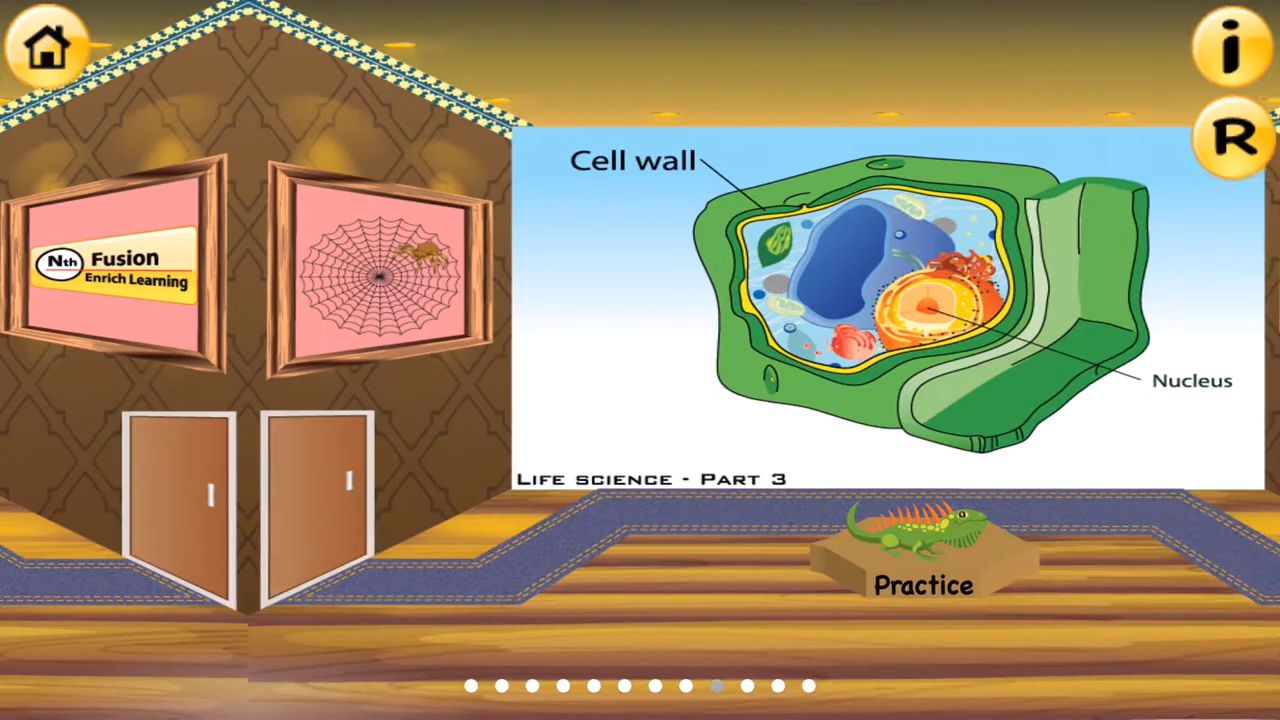 i
R
Cell wall
Nth Fusion
Enrich Learning
Nucleus
Life science - Part 3
Practice